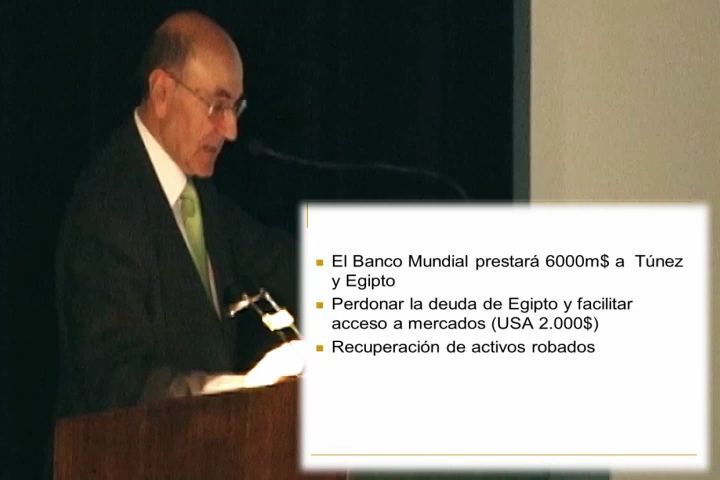 El Banco Mundial prestará 6000m$ a Túnez
y Egipto
Perdonar la deuda de Egipto y facilitar
acceso a mercados (USA 2.000$)
Recuperación de activos robados